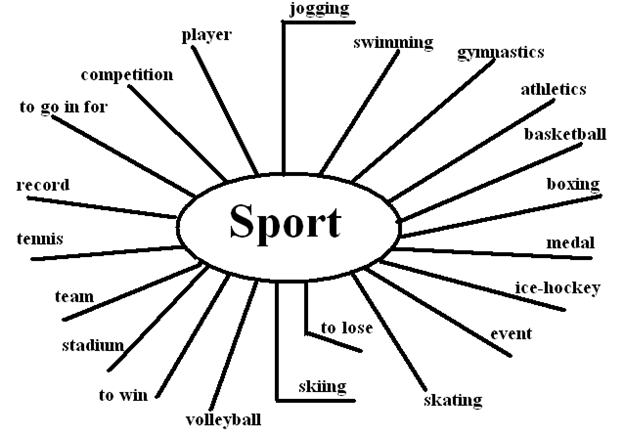 jogging
player
swimming
gymnastics
competition
athletics
to go in for
basketball
record
boxing
Sport
tennis
medal
team
ice-hockey
to lose
event
stadium
to win
skiing
skating
volleyball